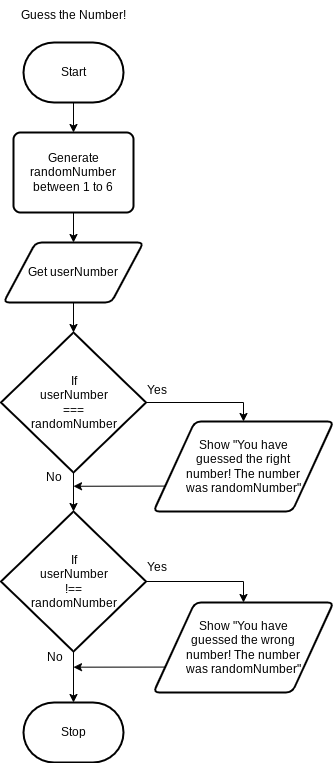 Guess the Number!
Start
Generate
randomNumber
between 1 to 6
Get userNumber
If
userNumber
===
randomNumber
Yes
Show "You have
guessed the right
number! The number
was randomNumber"
No
If
userNumber
!==
randomNumber
Yes
Show "You have
guessed the wrong
number! The number
was randomNumber"
No
Stop